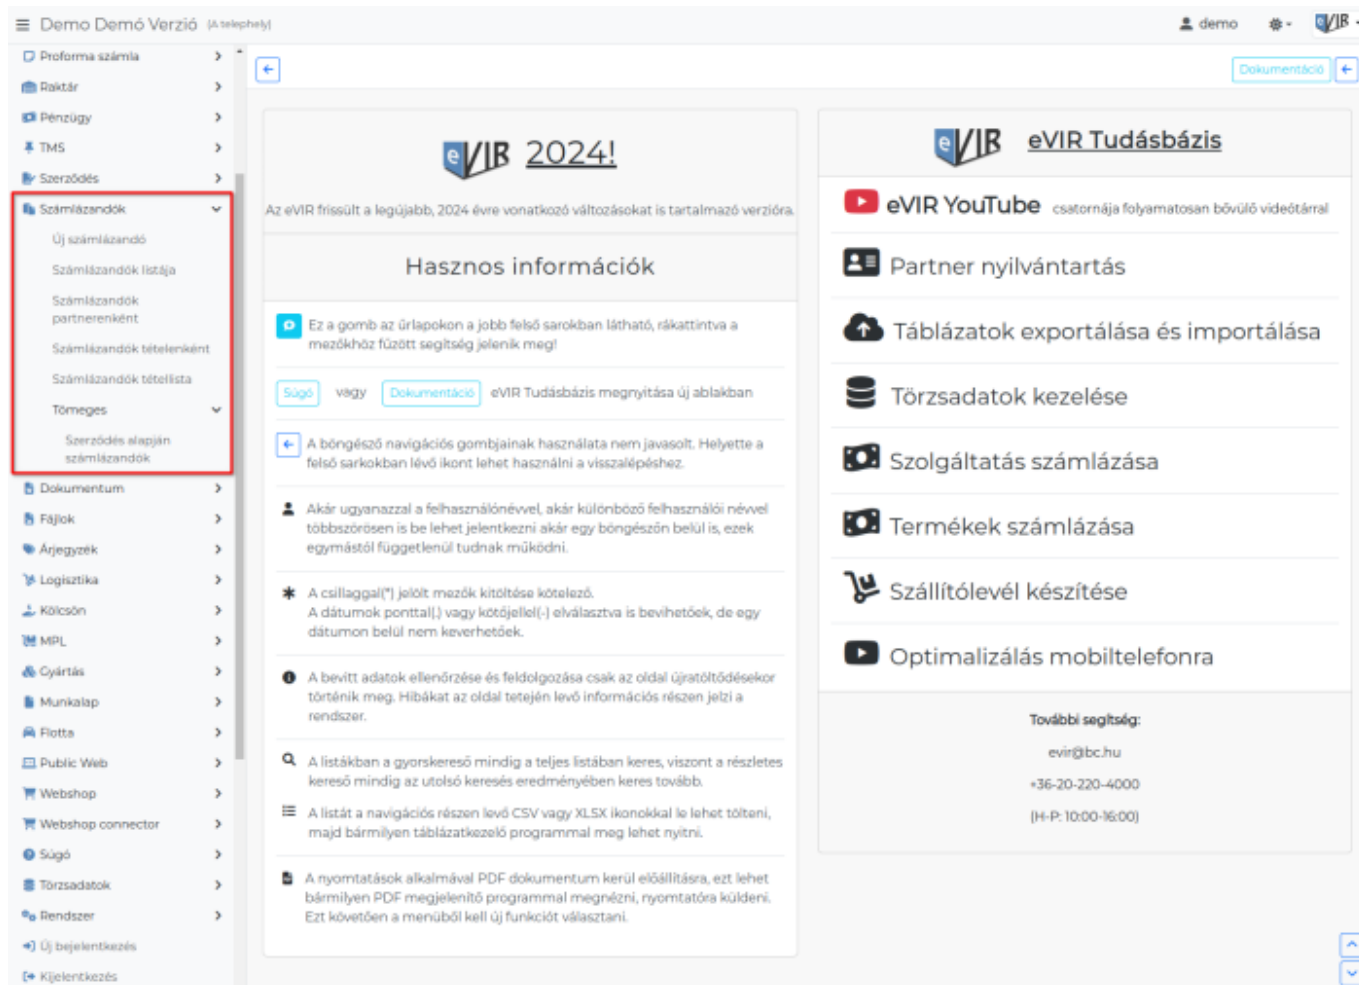 Demo Demó Verzió (A telephely)
demo
eVIR
Proforma számla
Raktár
Pénzügy
TMS
Szerződés
Számlázandók
Új számlázandó
Számlázandók listája
Számlázandók
partnerenként
Számlázandók tételenként
Számlázandók tétellista
Tömeges
Szerződés alapján
számlázandók
Dokumentum
Fájlok
Árjegyzék
Logisztika
Kölcsön
MPL
Gyártás
Munkalap
Flotta
Public Web
Webshop
Webshop connector
Súgó
Törzsadatok
Rendszer
Új bejelentkezés
Kijelentkezés
Dokumentáció
eVIR 2024!
Az eVIR frissült a legújabb, 2024 évre vonatkozó változásokat is tartalmazó verzióra.
Hasznos információk
Ez a gomb az űrlapokon a jobb felső sarokban látható, rákattintva a
mezőkhöz fűzött segítség jelenik meg!
Súgó vagy Dokumentáció eVIR Tudásbázis megnyitása új ablakban
A böngésző navigációs gombjainak használata nem javasolt. Helyette a
felső sarkokban lévő ikont lehet használni a visszalépéshez.
Akár ugyanazzal a felhasználónévvel, akár különböző felhasználói névvel
többszörösen is be lehet jelentkezni akár egy böngészőn belül is, ezek
egymástól függetlenül tudnak működni.
A csillaggal(*) jelölt mezők kitöltése kötelező.
A dátumok ponttal(.) vagy kötőjellel(-) elválasztva is bevihetőek, de egy
dátumon belül nem keverhetőek.
A bevitt adatok ellenőrzése és feldolgozása csak az oldal újratöltődésekor
történik meg. Hibákat az oldal tetején levő információs részen jelzi a
rendszer.
A listákban a gyorskereső mindig a teljes listában keres, viszont a részletes
kereső mindig az utolsó keresés eredményében keres tovább.
A listát a navigációs részen levő CSV vagy XLSX ikonokkal le lehet tölteni,
majd bármilyen táblázatkezelő programmal meg lehet nyitni.
A nyomtatások alkalmával PDF dokumentum kerül előállításra, ezt lehet
bármilyen PDF megjelenítő programmal megnézni, nyomtatóra küldeni.
Ezt követően a menüből kell új funkciót választani.
eVIR eVIR Tudásbázis
eVIR YouTube csatornája folyamatosan bővülő videótárral
Partner nyilvántartás
Táblázatok exportálása és importálása
Törzsadatok kezelése
Szolgáltatás számlázása
Termékek számlázása
Szállítólevél készítése
Optimalizálás mobiltelefonra
További segítség:
evir@bc.hu
+36-20-220-4000
(H-P: 10:00-16:00)